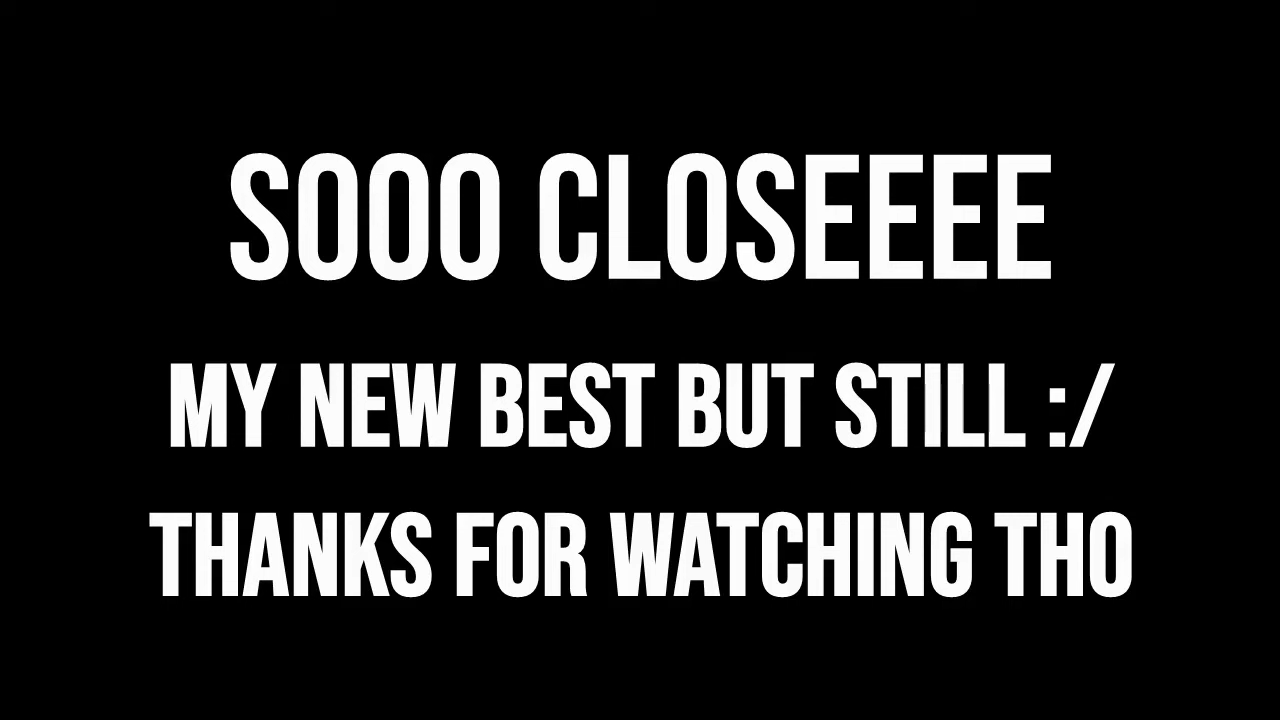 SOOO CLOSEEEE
MY NEW BEST BUT STILL :/
THANKS FOR WATCHING THO